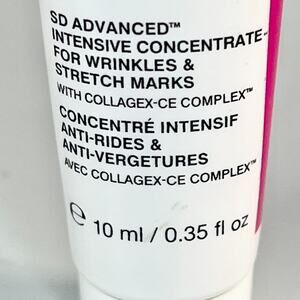 SD ADVANCED™
INTENSIVE CONCENTRATE
FOR WRINKLES &
STRETCH MARKS
WITH COLLAGEX-CE COMPLEX™
CONCENTRÉ INTENSIF
ANTI-RIDES &
ANTI-VERGETURES
AVEC COLLAGEX-CE COMPLEX™
℮ 10 ml / 0.35 fl oz